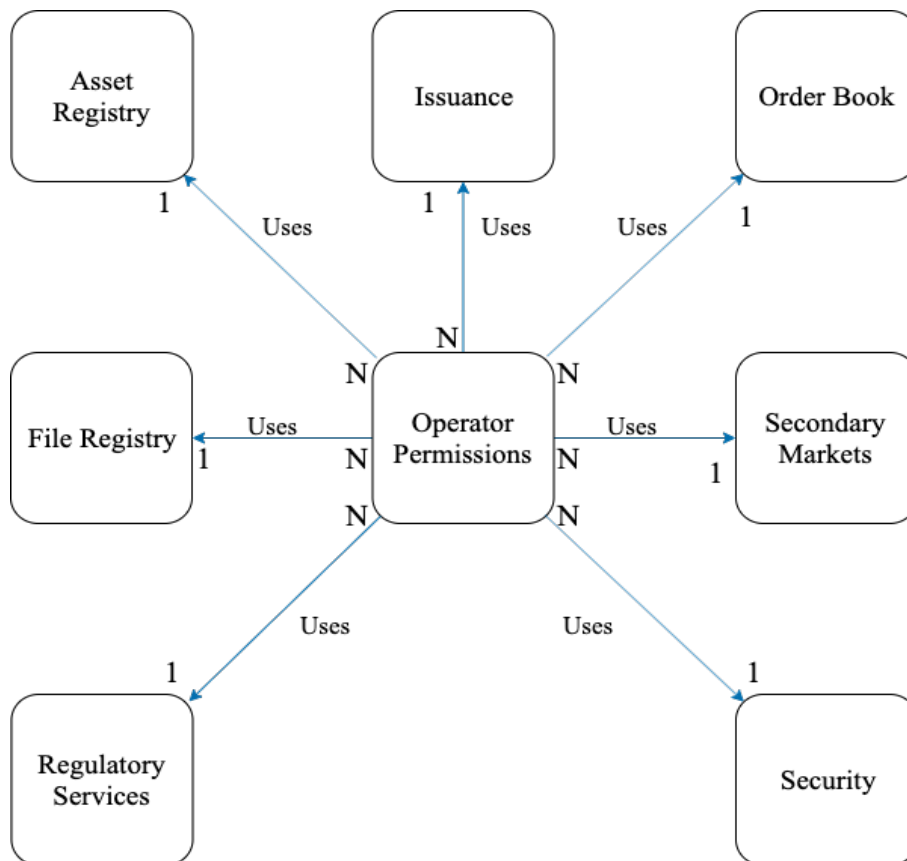 Asset
Registry
Issuance
Order Book
1
1
1
Uses
Uses
Uses
N
N
N
File Registry
Uses
1
N
Operator
Permissions
Uses
N
1
Secondary
Markets
N
N
Uses
Uses
1
1
Regulatory
Services
Security